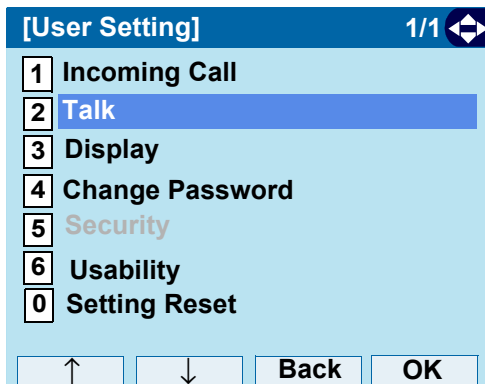 [User Setting] 1/1
1 Incoming Call
2 Talk
3 Display
4 Change Password
5 Security
6 Usability
0 Setting Reset
↑ ↓ Back OK